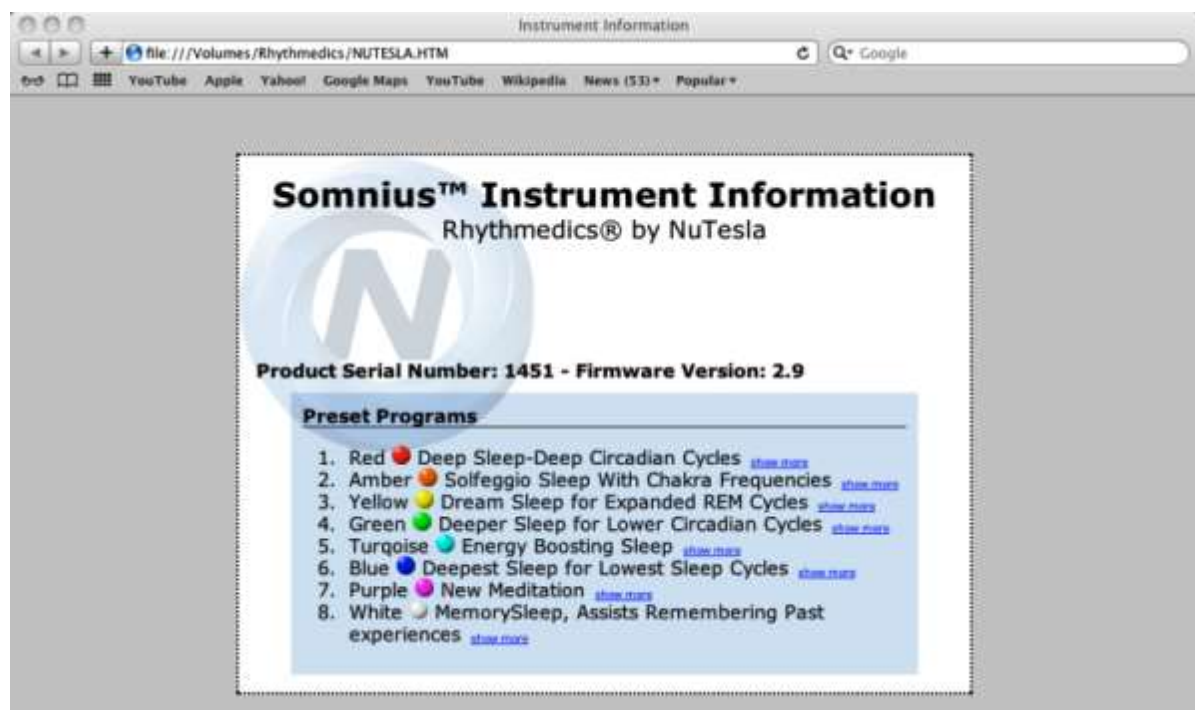 Instrument Information
file:///Volumes/Rhythmedics/NUTESLA.HTM
Google
YouTube Apple Yahoo! Google Maps YouTube Wikipedia News (53) Popular
Somnius™ Instrument Information
Rhythmedics® by NuTesla
N
Product Serial Number: 1451 - Firmware Version: 2.9
Preset Programs
1. Red Deep Sleep-Deep Circadian Cycles show more
2. Amber Solfeggio Sleep With Chakra Frequencies show more
3. Yellow Dream Sleep for Expanded REM Cycles show more
4. Green Deeper Sleep for Lower Circadian Cycles show more
5. Turqoise Energy Boosting Sleep show more
6. Blue Deepest Sleep for Lowest Sleep Cycles show more
7. Purple New Meditation show more
8. White MemorySleep, Assists Remembering Past
experiences show more